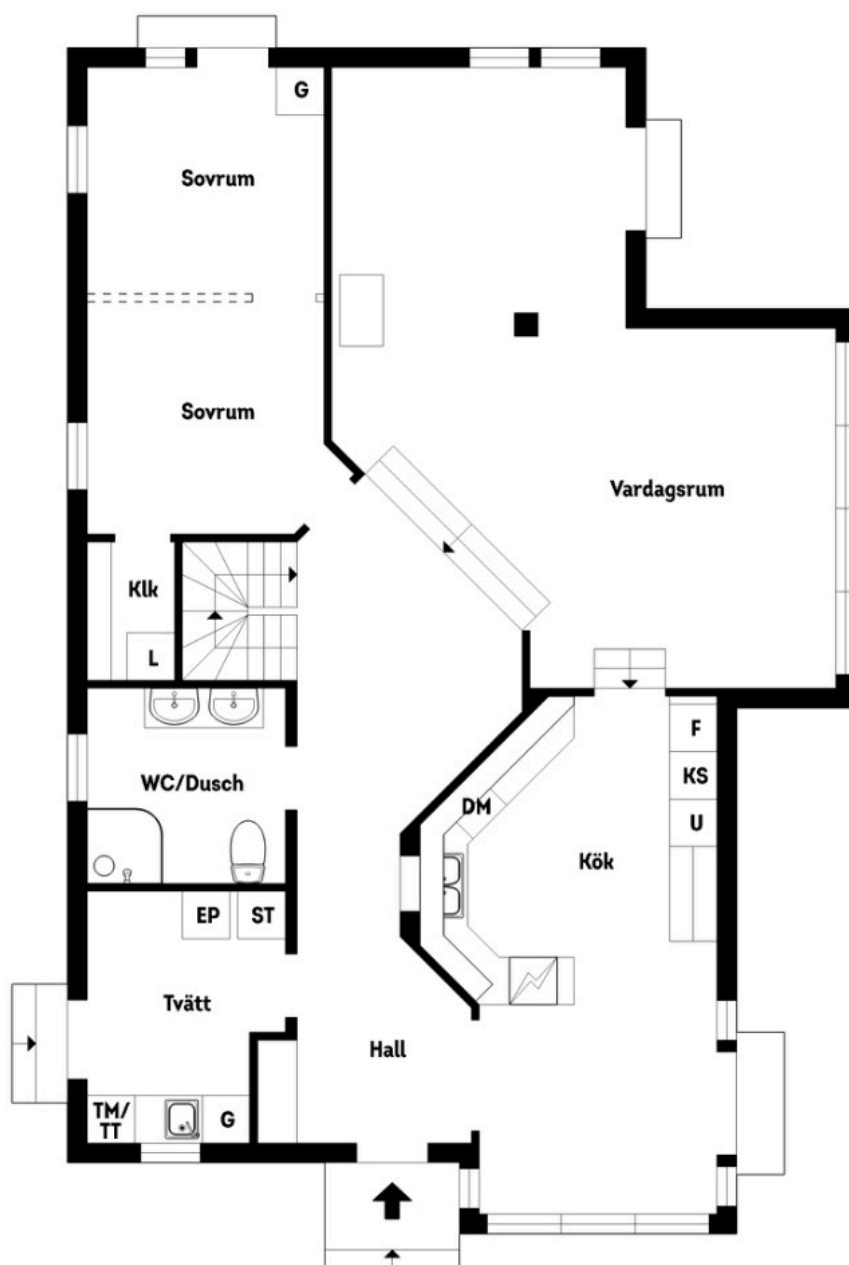 G
Sovrum
Sovrum
Vardagsrum
Klk
L
WC/Dusch
F
KS
DM
U
Kök
EP
ST
Tvätt
Hall
TM/
TT
G